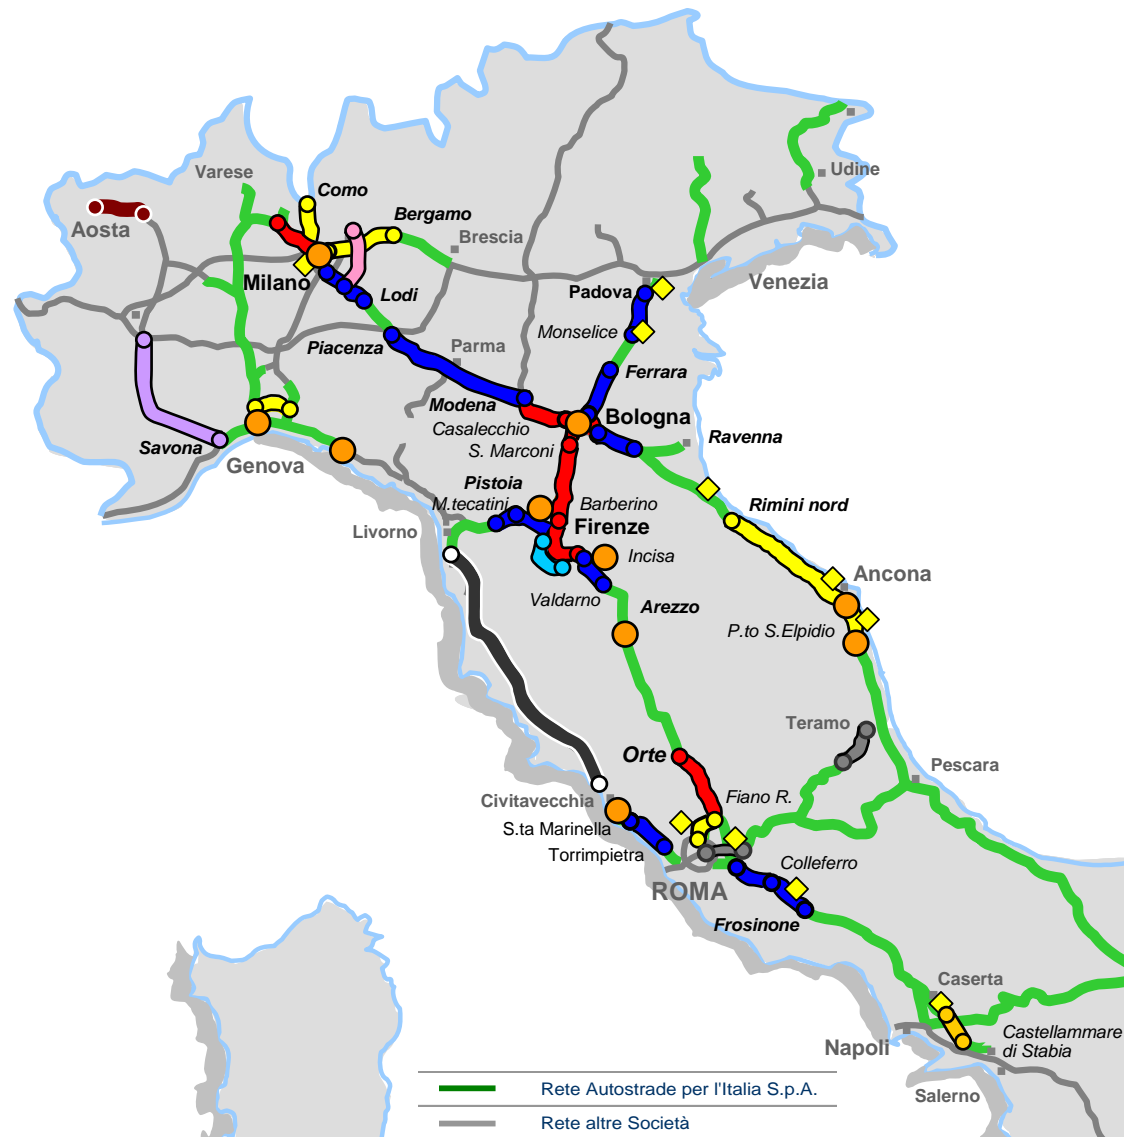 Varese
Udine
Como
Aosta
Bergamo
Brescia
Milano
Venezia
Padova
Lodi
Monselice
Piacenza
Parma
Ferrara
Modena
Bologna
Casalecchio
Ravenna
Savona
S. Marconi
Genova
Pistoia
M.tecatini
Barberino
Rimini nord
Livorno
Firenze
Incisa
Ancona
Valdarno
Arezzo
P.to S.Elpidio
Teramo
Orte
Pescara
Fiano R.
Civitavecchia
S.ta Marinella
Torrimpietra
Colleferro
ROMA
Frosinone
Caserta
Castellammare
di Stabia
Napoli
Salerno
Rete Autostrade per l'Italia S.p.A.
Rete altre Società